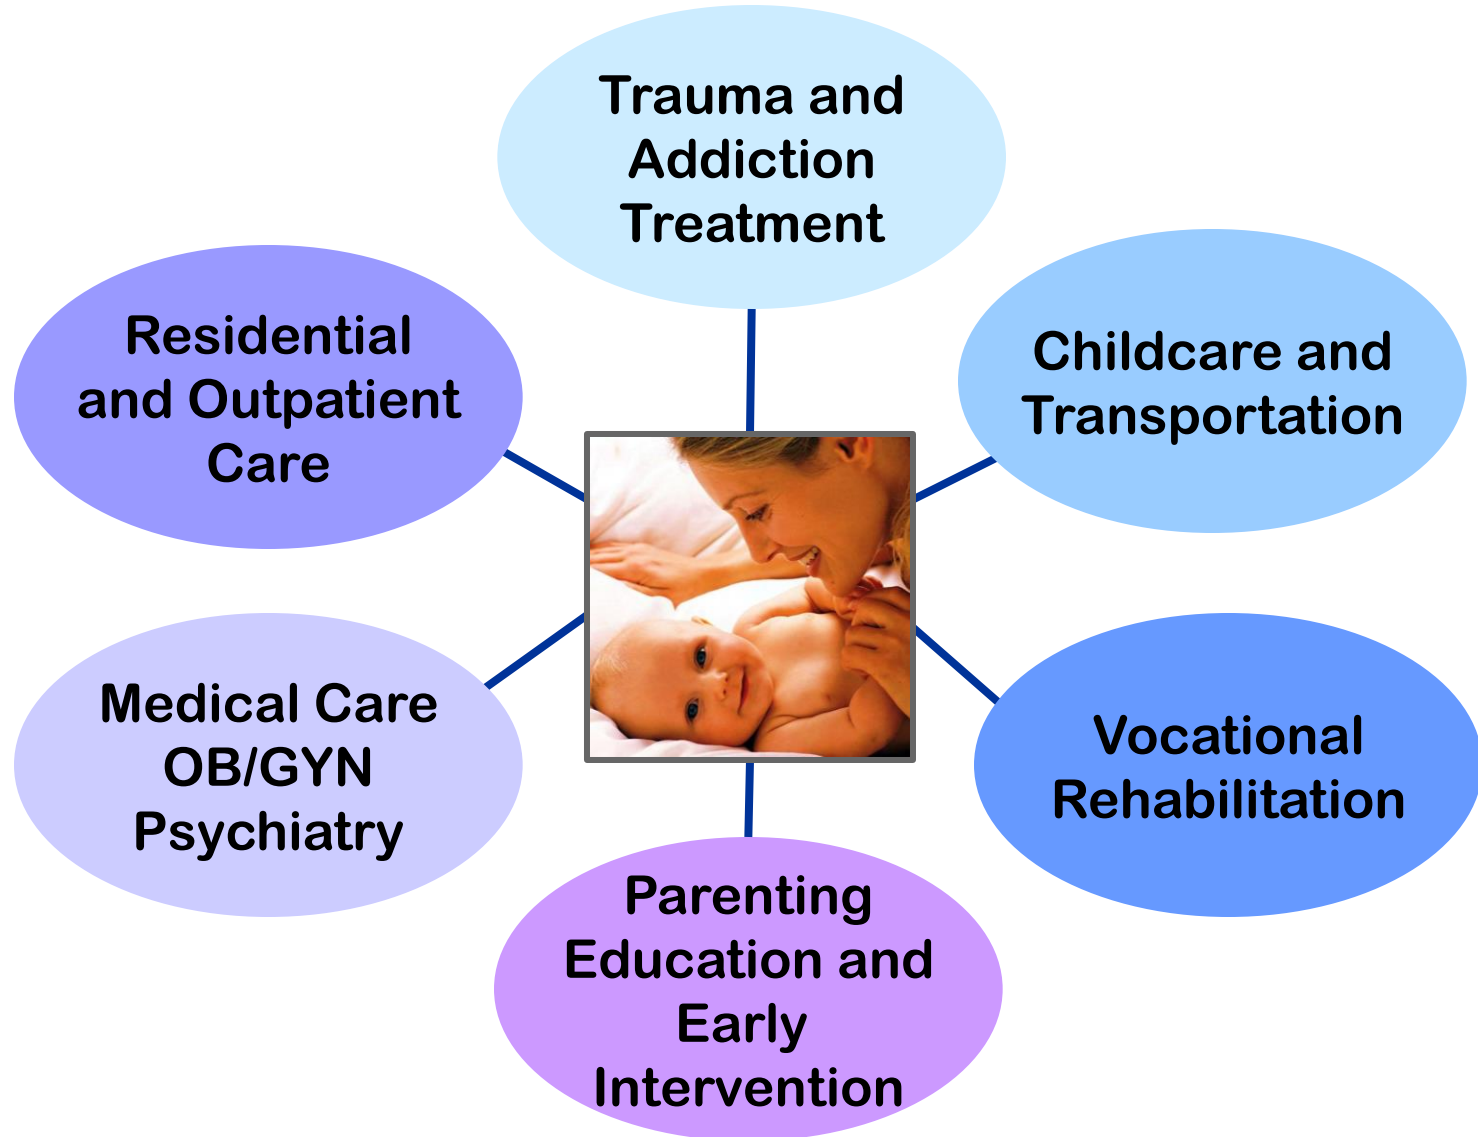 Trauma and
Addiction
Treatment
Childcare and
Transportation
Vocational
Rehabilitation
Parenting
Education and
Early
Intervention
Medical Care
OB/GYN
Psychiatry
Residential
and Outpatient
Care